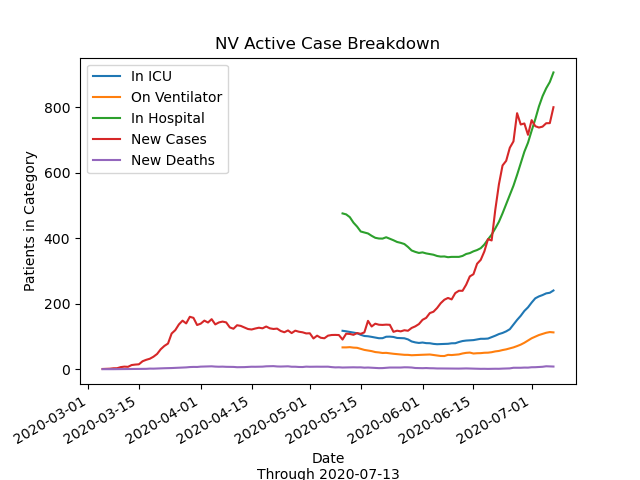 NV Active Case Breakdown
In ICU
On Ventilator
In Hospital
New Cases
New Deaths
Patients in Category
800
600
400
200
0
2020-03-01
2020-03-15
2020-04-01
2020-04-15
2020-05-01
2020-05-15
2020-06-01
2020-06-15
2020-07-01
Date
Through 2020-07-13